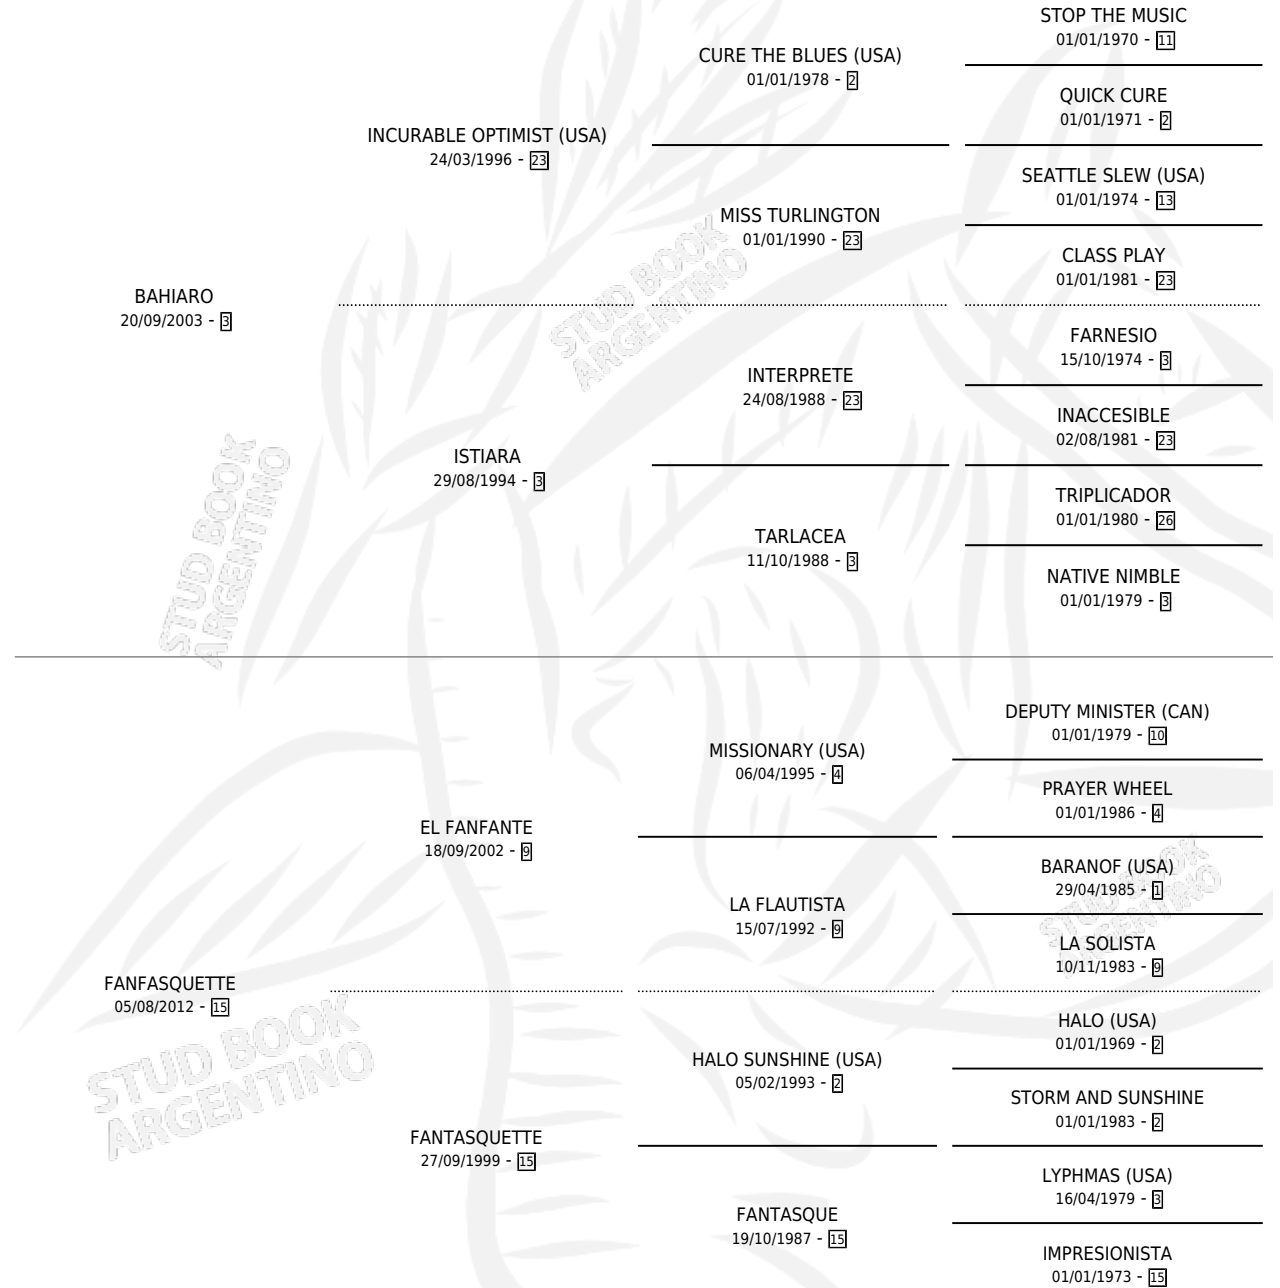 STOP THE MUSIC
01/01/1970 - 11
CURE THE BLUES (USA)
01/01/1978 - 2
QUICK CURE
01/01/1971 - 2
INCURABLE OPTIMIST (USA)
24/03/1996 - 23
SEATTLE SLEW (USA)
01/01/1974 - 13
MISS TURLINGTON
01/01/1990 - 23
CLASS PLAY
01/01/1981 - 23
BAHIARO
20/09/2003 - 3
STUD BOOK
ARGENTINO
FARNESIO
15/10/1974 - 3
INTERPRETE
24/08/1988 - 23
INACCESIBLE
02/08/1981 - 23
ISTIARA
29/08/1994 - 3
TRIPLICADOR
01/01/1980 - 26
TARLACEA
11/10/1988 - 3
NATIVE NIMBLE
01/01/1979 - 3
STUD BOOK
ARGENTINO
DEPUTY MINISTER (CAN)
01/01/1979 - 10
MISSIONARY (USA)
06/04/1995 - 4
PRAYER WHEEL
01/01/1986 - 4
EL FANFANTE
18/09/2002 - 9
BARANOF (USA)
29/04/1985 - 1
LA FLAUTISTA
15/07/1992 - 9
LA SOLISTA
10/11/1983 - 9
STUD BOOK
ARGENTINO
FANFASQUETTE
05/08/2012 - 15
HALO (USA)
01/01/1969 - 2
HALO SUNSHINE (USA)
05/02/1993 - 2
STORM AND SUNSHINE
01/01/1983 - 2
STUD BOOK
ARGENTINO
FANTASQUETTE
27/09/1999 - 15
LYPHMAS (USA)
16/04/1979 - 3
FANTASQUE
19/10/1987 - 15
IMPRESIONISTA
01/01/1973 - 15